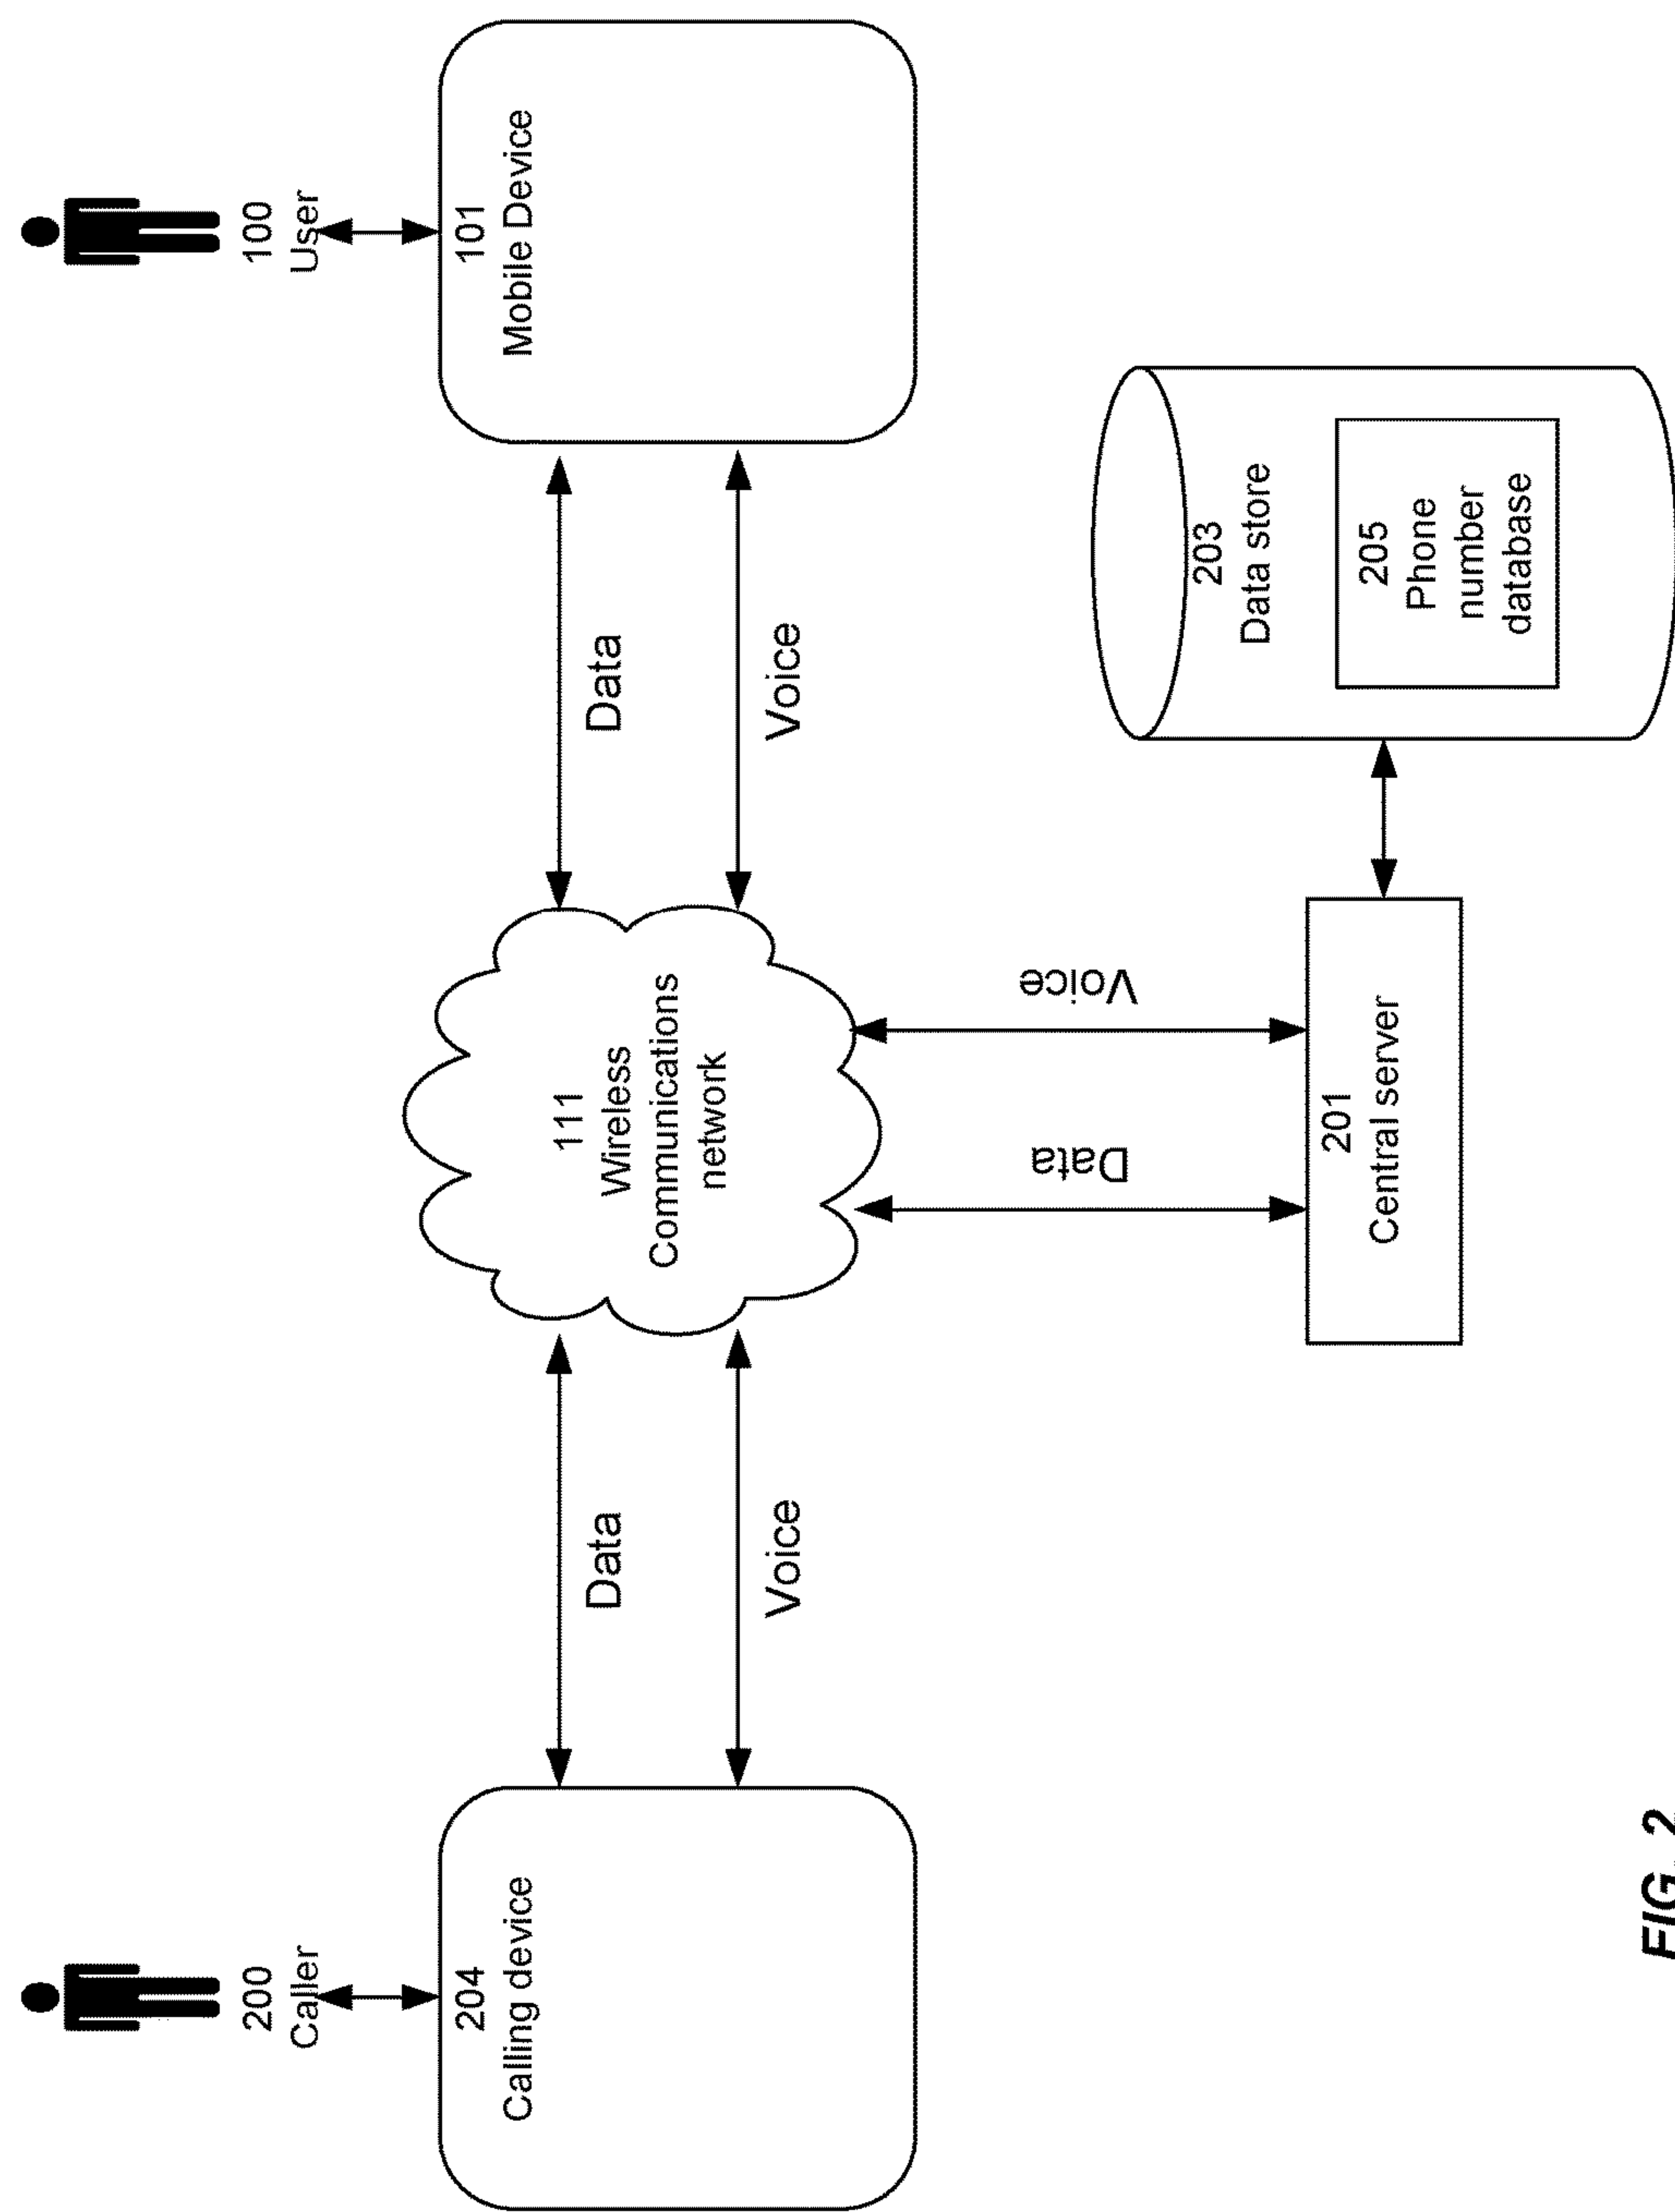 200
Caller
204
Calling device
Data
Voice
111
Wireless
Communications
network
Data
Voice
100
User
101
Mobile Device
Data
Voice
201
Central server
203
Data store
205
Phone
number
database
FIG. 2